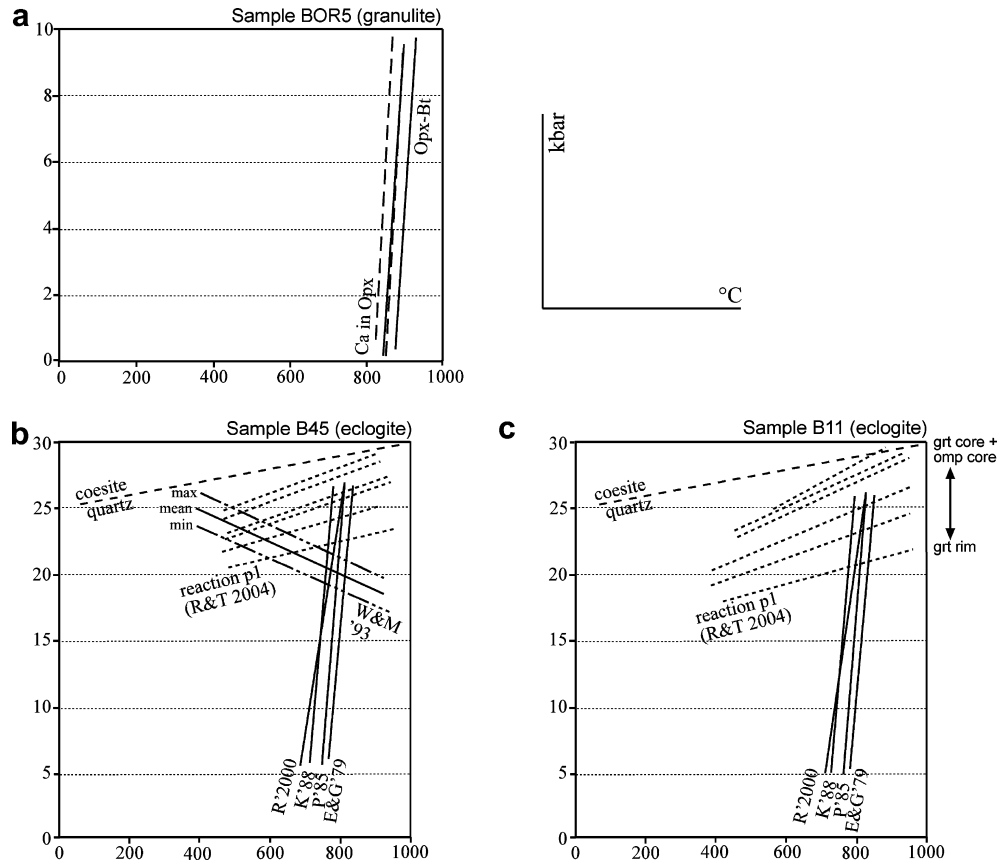 a
Sample BOR5 (granulite)
10
8
6
4
2
0
Opx-Bt
Ca in Opx
0
200
400
600
800
1000
kbar
°C
b
Sample B45 (eclogite)
30
25
20
15
10
5
0
coesite
quartz
max
mean
min
reaction p1
(R&T 2004)
W&M
'93
R'2000
K'88
P'85
E&G'79
0
200
400
600
800
1000
c
Sample B11 (eclogite)
30
25
20
15
10
5
0
coesite
quartz
reaction p1
(R&T 2004)
R'2000
K'88
P'85
E&G'79
0
200
400
600
800
1000
grt core +
omp core
grt rim